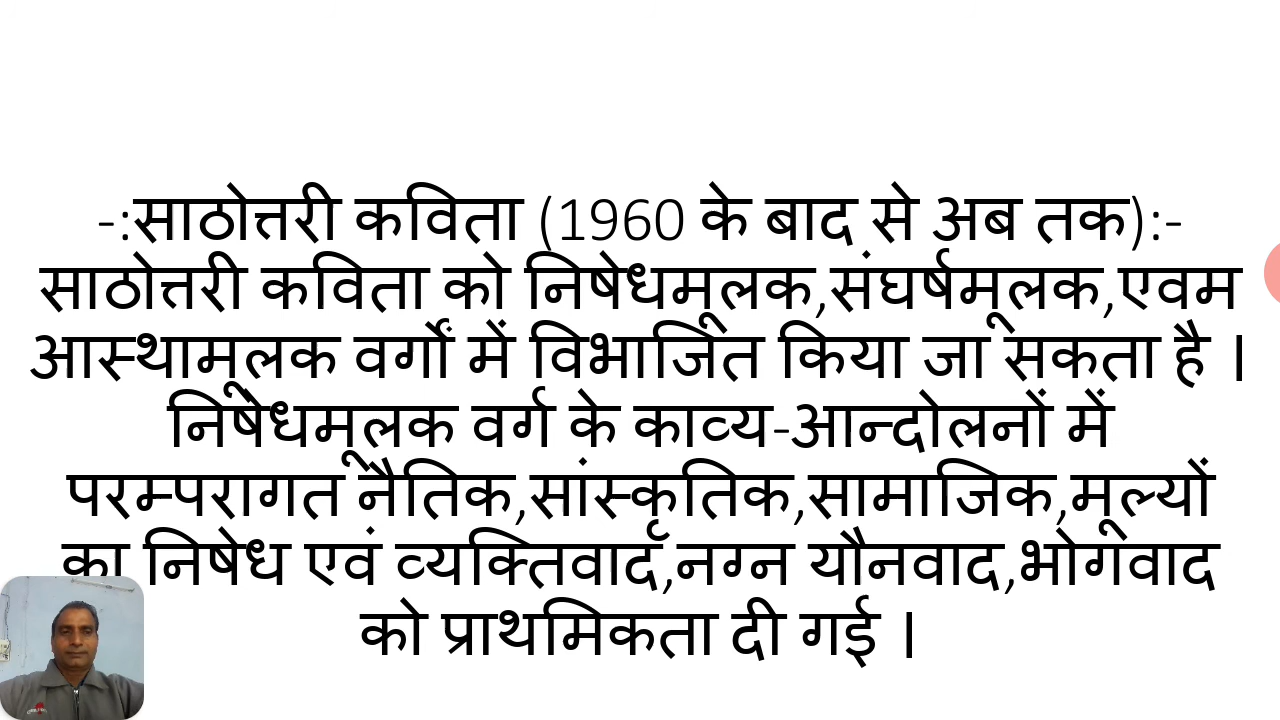 -:साठोत्तरी कविता (1960 के बाद से अब तक):-
साठोत्तरी कविता को निषेधमूलक,संघर्षमूलक,एवम
आस्थामूलक वर्गों में विभाजित किया जा सकता है ।
निषेधमूलक वर्ग के काव्य-आन्दोलनों में
परम्परागत नैतिक,सांस्कृतिक,सामाजिक,मूल्यों
का निषेध एवं व्यक्तिवाद,नग्न यौनवाद,भोगवाद
को प्राथमिकता दी गई ।